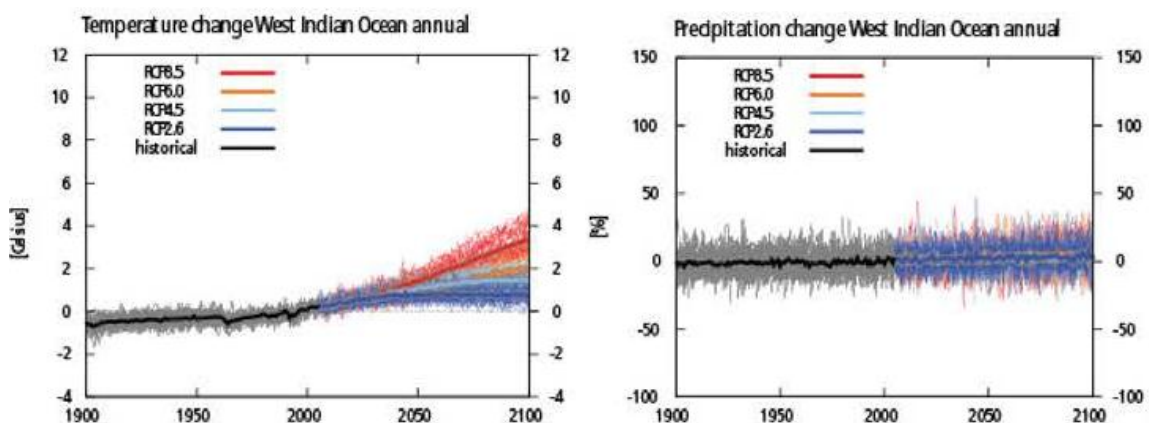 Temperature change West Indian Ocean annual
12
10
8
6
4
2
0
-2
-4
[Celsius]
RCP8.5
RCP6.0
RCP4.5
RCP2.6
historical
12
10
8
6
4
2
0
-2
-4
1900 1950 2000 2050 2100
Precipitation change West Indian Ocean annual
150
100
50
0
-50
-100
[%]
RCP8.5
RCP6.0
RCP4.5
RCP2.6
historical
150
100
50
0
-50
-100
1900 1950 2000 2050 2100